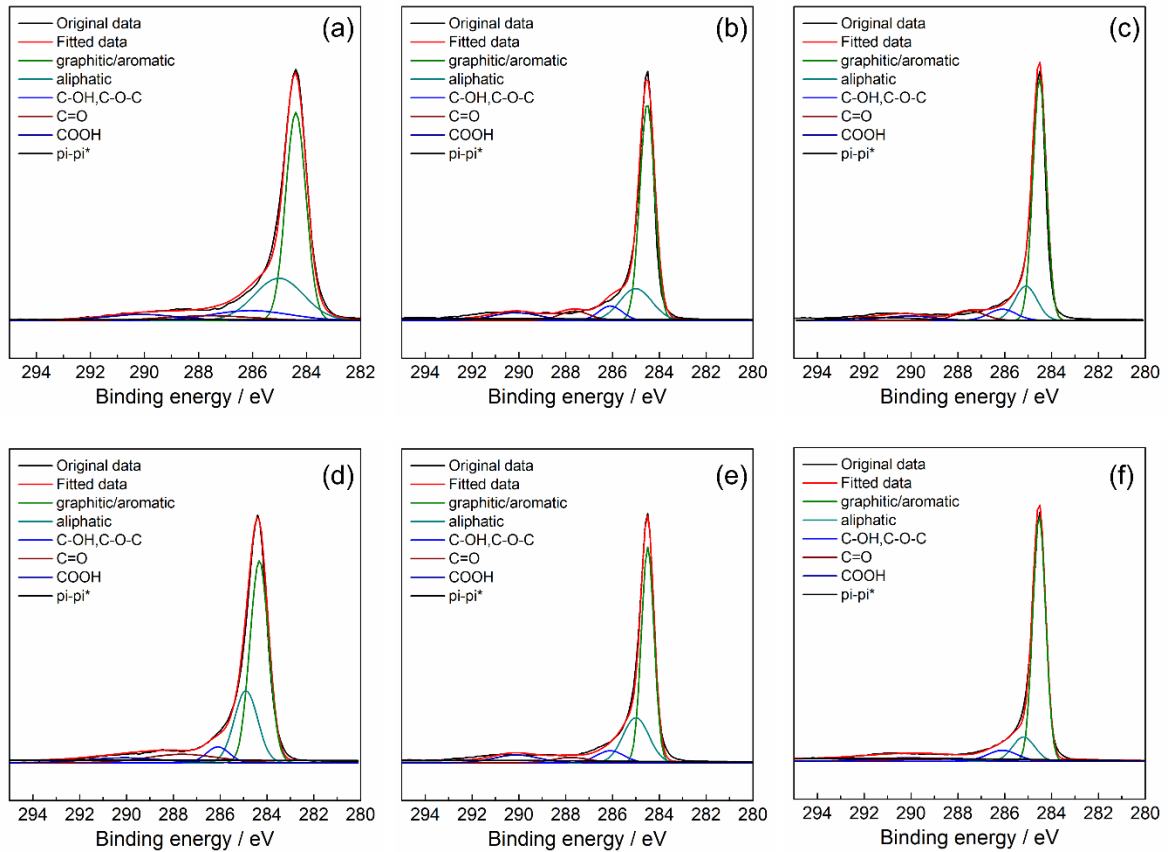 Original data
Fitted data
graphitic/aromatic
aliphatic
C-OH,C-O-C
C=O
COOH
pi-pi*
(a)
294 292 290 288 286 284 282
Binding energy / eV
Original data
Fitted data
graphitic/aromatic
aliphatic
C-OH,C-O-C
C=O
COOH
pi-pi*
(b)
294 292 290 288 286 284 282 280
Binding energy / eV
Original data
Fitted data
graphitic/aromatic
aliphatic
C-OH,C-O-C
C=O
COOH
pi-pi*
(c)
294 292 290 288 286 284 282 280
Binding energy / eV
Original data
Fitted data
graphitic/aromatic
aliphatic
C-OH,C-O-C
C=O
COOH
pi-pi*
(d)
294 292 290 288 286 284 282 280
Binding energy / eV
Original data
Fitted data
graphitic/aromatic
aliphatic
C-OH,C-O-C
C=O
COOH
pi-pi*
(e)
294 292 290 288 286 284 282 280
Binding energy / eV
Original data
Fitted data
graphitic/aromatic
aliphatic
C-OH,C-O-C
C=O
COOH
pi-pi*
(f)
294 292 290 288 286 284 282 280
Binding energy / eV